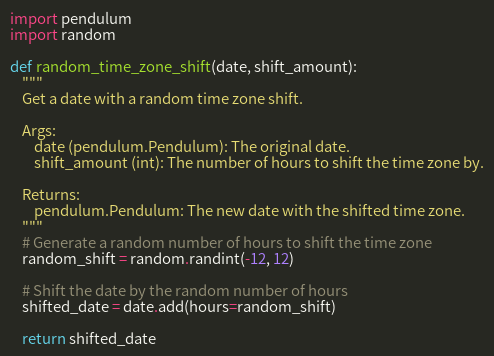 import pendulum
import random

def random_time_zone_shift(date, shift_amount):
    """
    Get a date with a random time zone shift.

    Args:
        date (pendulum.Pendulum): The original date.
        shift_amount (int): The number of hours to shift the time zone by.

    Returns:
        pendulum.Pendulum: The new date with the shifted time zone.
    """
    # Generate a random number of hours to shift the time zone
    random_shift = random.randint(-12, 12)

    # Shift the date by the random number of hours
    shifted_date = date.add(hours=random_shift)

    return shifted_date